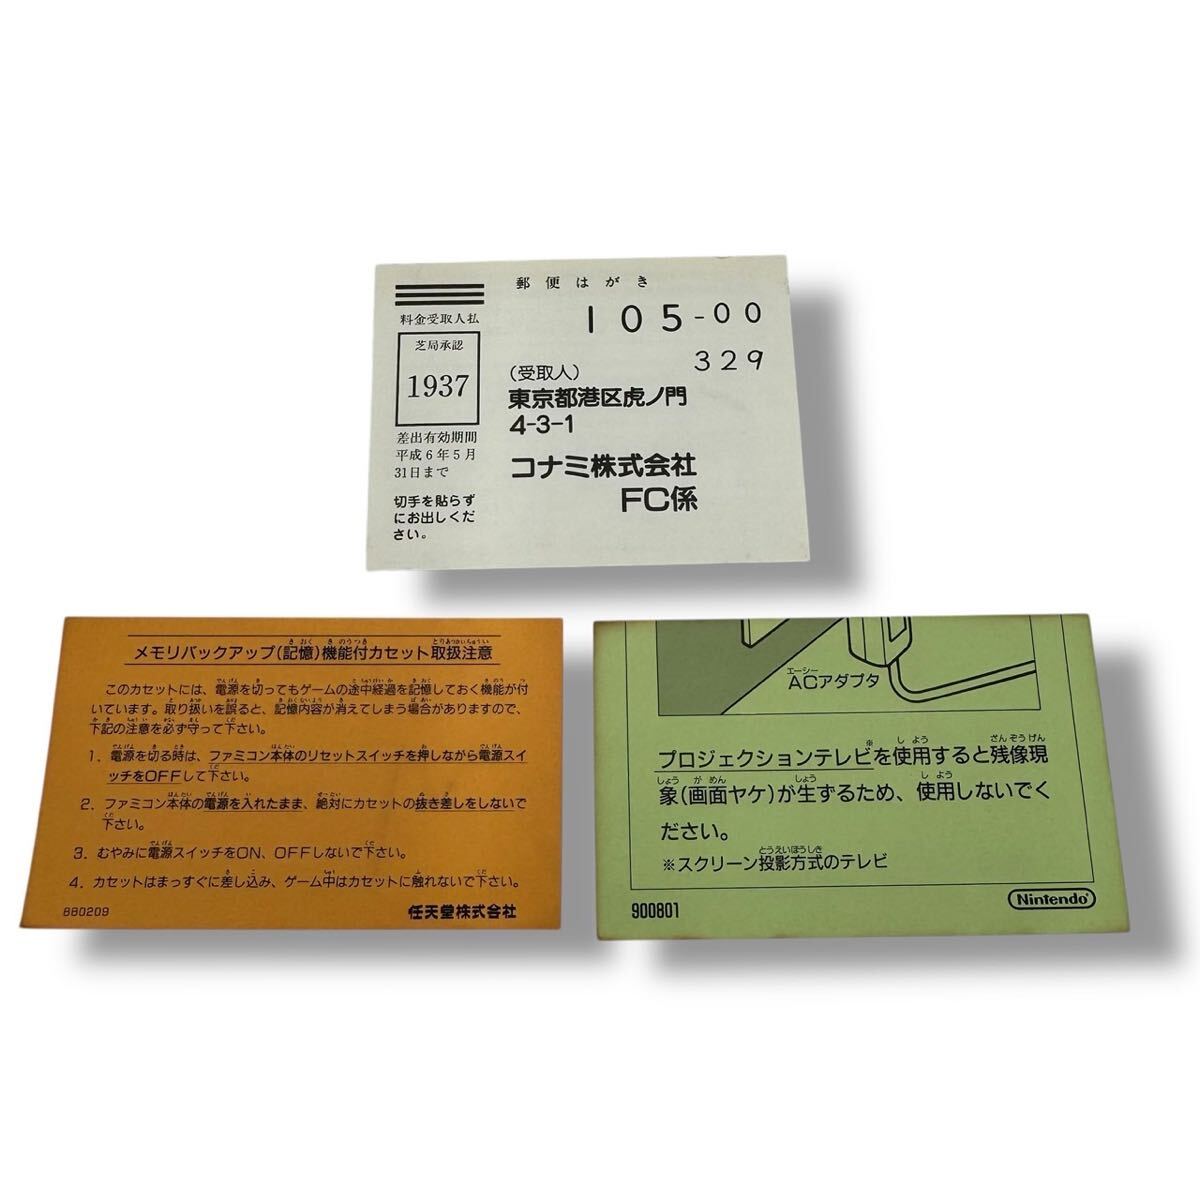 郵便はがき
料金受取人払
芝局承認
1937
差出有効期間
平成6年5月
31日まで
切手を貼らず
にお出しくだ
さい。
105-00
329
(受取人)
東京都港区虎ノ門
4-3-1
コナミ株式会社
FC係
メモリバックアップ(記憶)機能付カセット取扱注意
このカセットには、電源を切ってもゲームの途中経過を記憶しておく機能が付
いています。取り扱いを誤ると、記憶内容が消えてしまう場合がありますので、
下記の注意を必ず守って下さい。
1. 電源を切る時は、ファミコン本体のリセットスイッチを押しながら電源スイ
ッチをOFFして下さい。
2. ファミコン本体の電源を入れたまま、絶対にカセットの抜き差しをしないで
下さい。
3. むやみに電源スイッチをON、OFFしないで下さい。
4. カセットはまっすぐに差し込み、ゲーム中はカセットに触れないで下さい。
880209
任天堂株式会社
エーシー
ACアダプタ
プロジェクションテレビ※を使用すると残像現
象(画面ヤケ)が生ずるため、使用しないでく
ださい。
※スクリーン投影方式のテレビ
900801
Nintendo